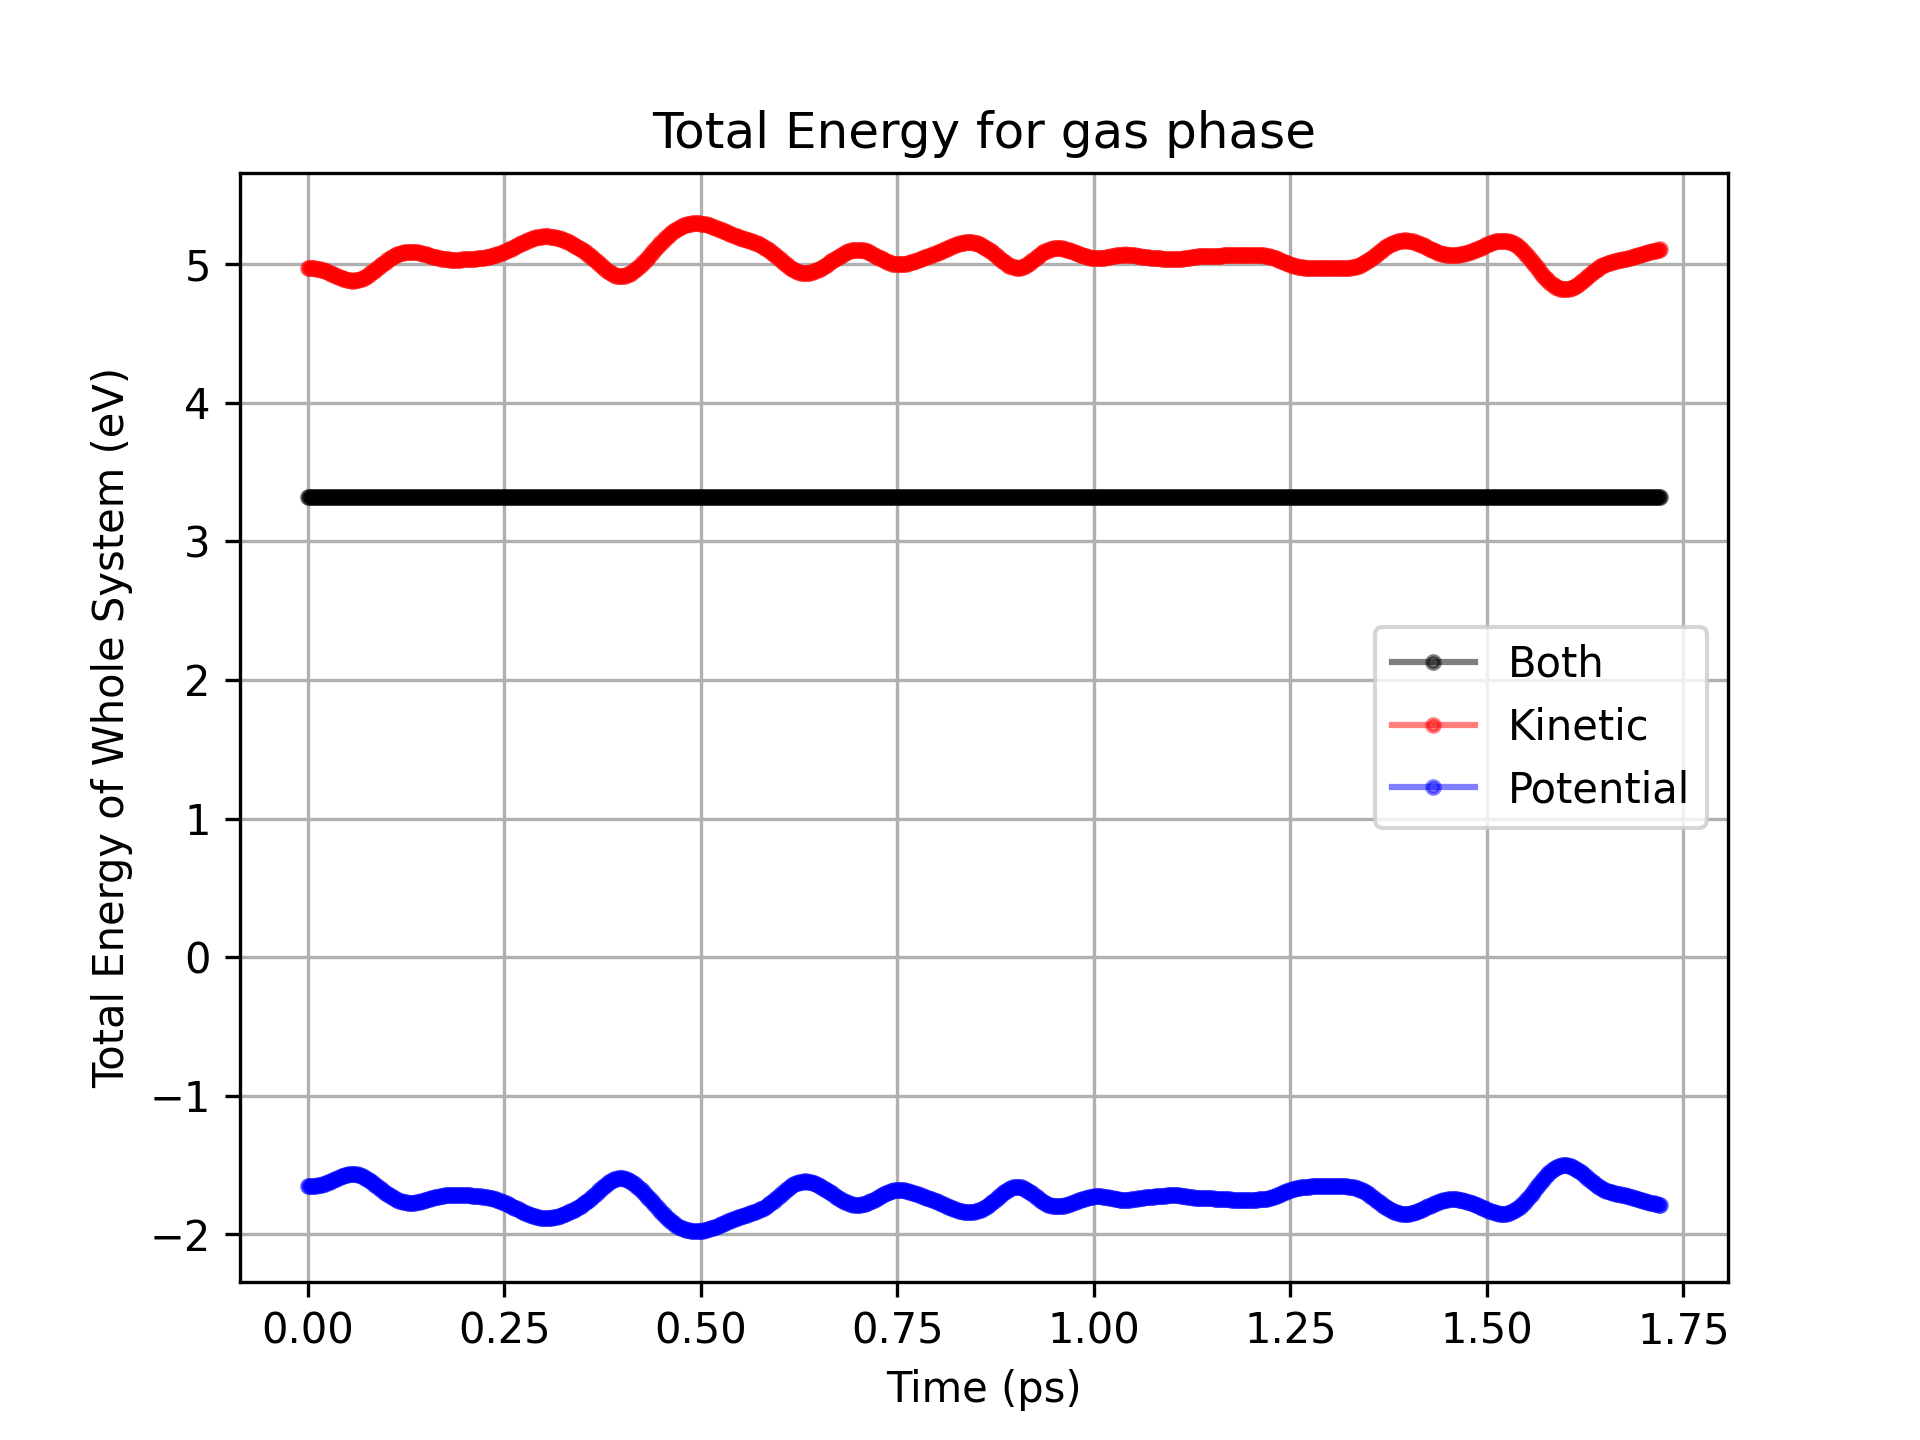 Total Energy for gas phase
Total Energy of Whole System (eV)
5
4
3
2
1
0
−1
−2
Both
Kinetic
Potential
0.00 0.25 0.50 0.75 1.00 1.25 1.50 1.75
Time (ps)